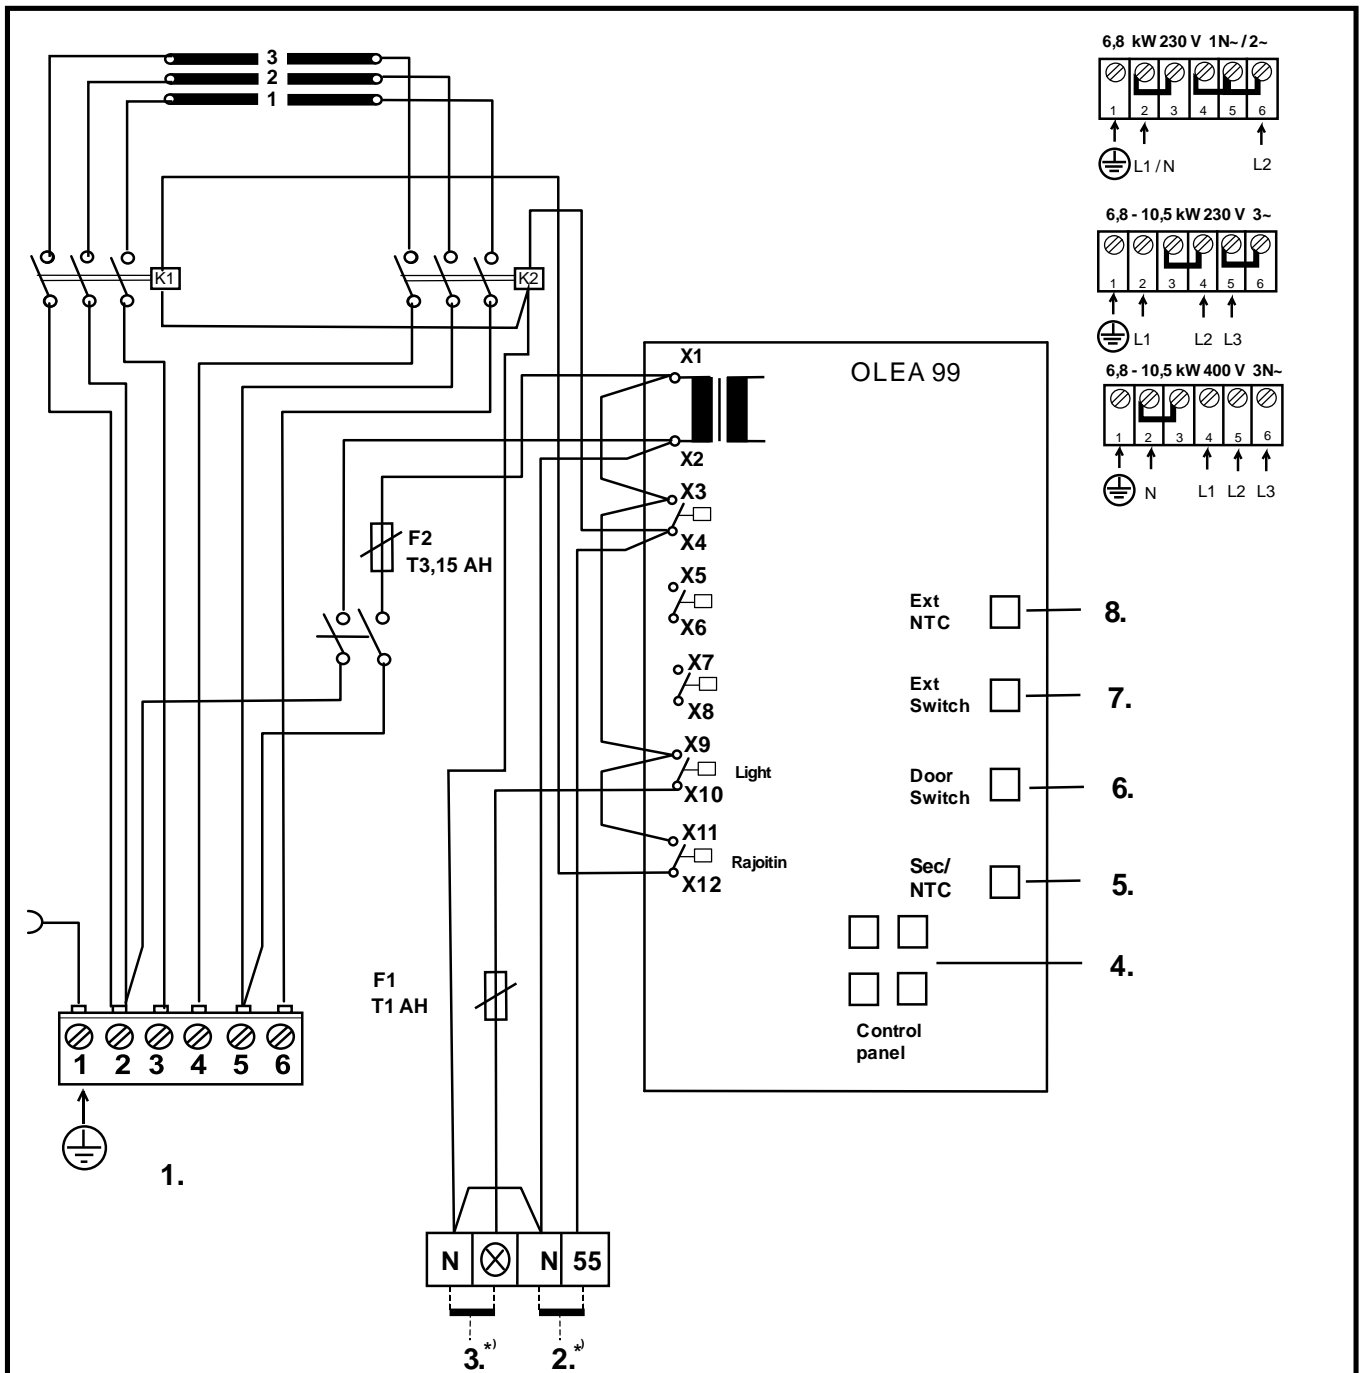 3
2
1
6,8 kW 230 V 1N~ / 2~
1 2 3 4 5 6
L1 / N L2
K1 K2
6,8 - 10,5 kW 230 V 3~
1 2 3 4 5 6
L1 L2 L3
6,8 - 10,5 kW 400 V 3N~
1 2 3 4 5 6
N L1 L2 L3
OLEA 99
X1
X2
X3
X4
X5
X6
X7
X8
X9
Light
X10
X11
Rajoitin
X12
F2
T3,15 AH
Ext
NTC
8.
Ext
Switch
7.
Door
Switch
6.
Sec/
NTC
5.
4.
Control
panel
F1
T1 AH
1 2 3 4 5 6
1.
N N 55
3.*) 2.*)